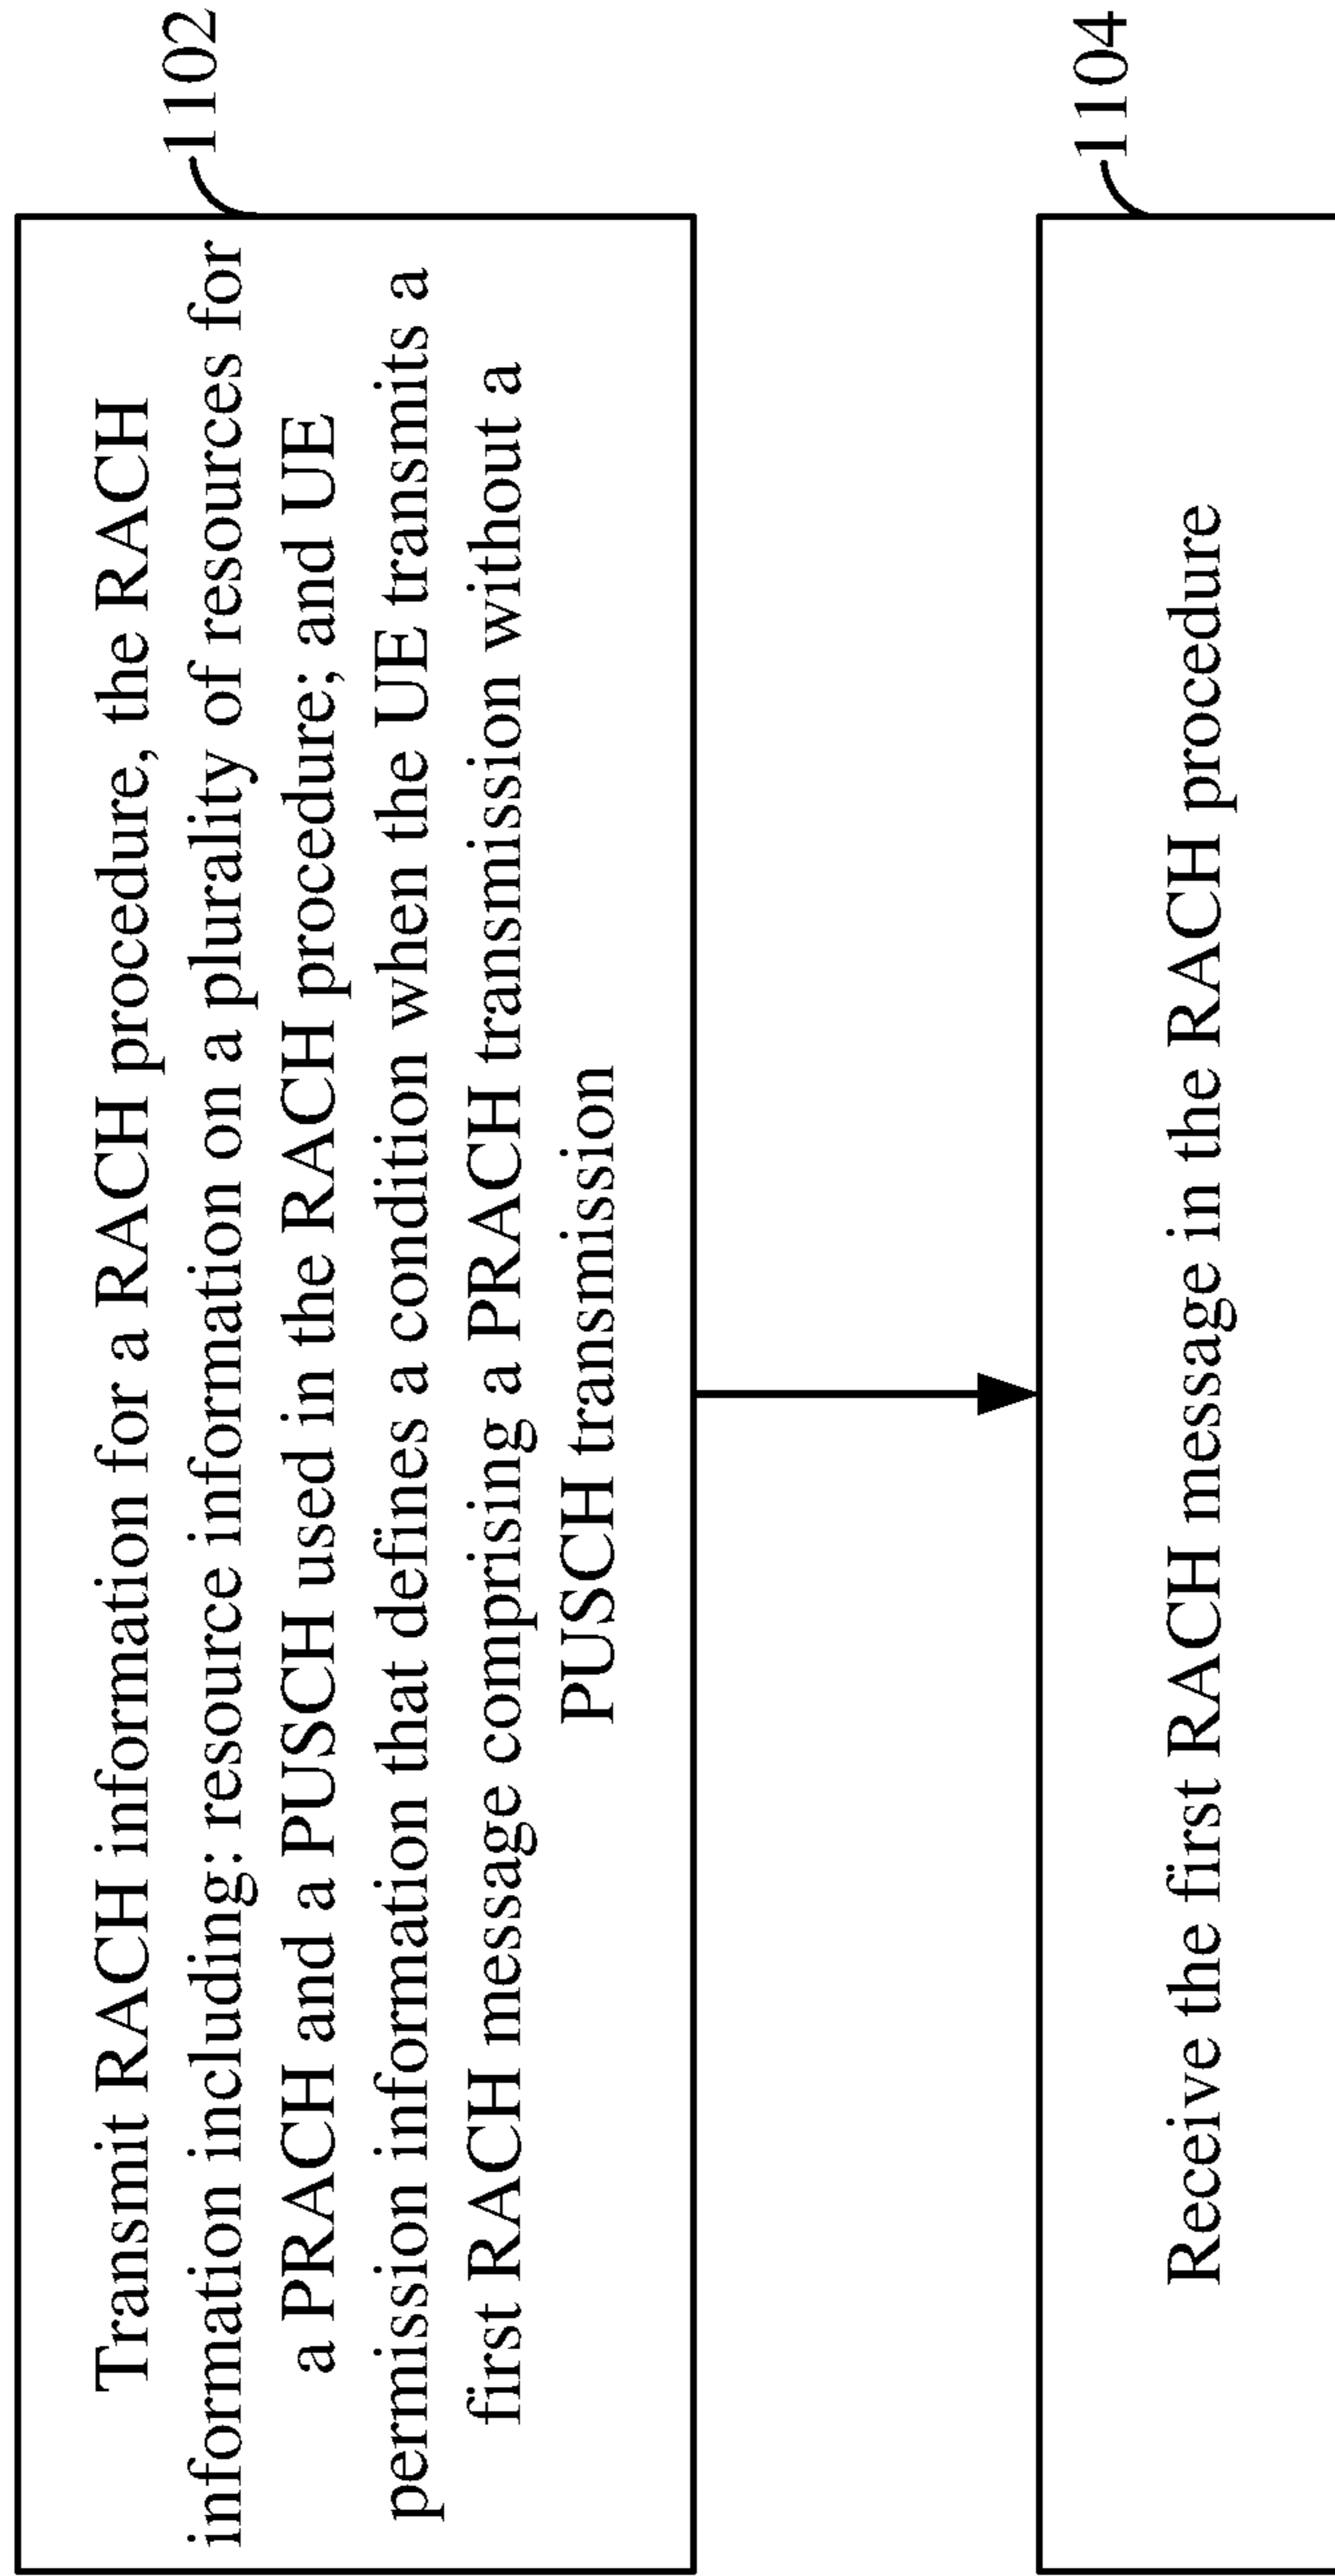 1102
Transmit RACH information for a RACH procedure, the RACH
information including: resource information on a plurality of resources for
a PRACH and a PUSCH used in the RACH procedure; and UE
permission information that defines a condition when the UE transmits a
first RACH message comprising a PRACH transmission without a
PUSCH transmission
1104
Receive the first RACH message in the RACH procedure